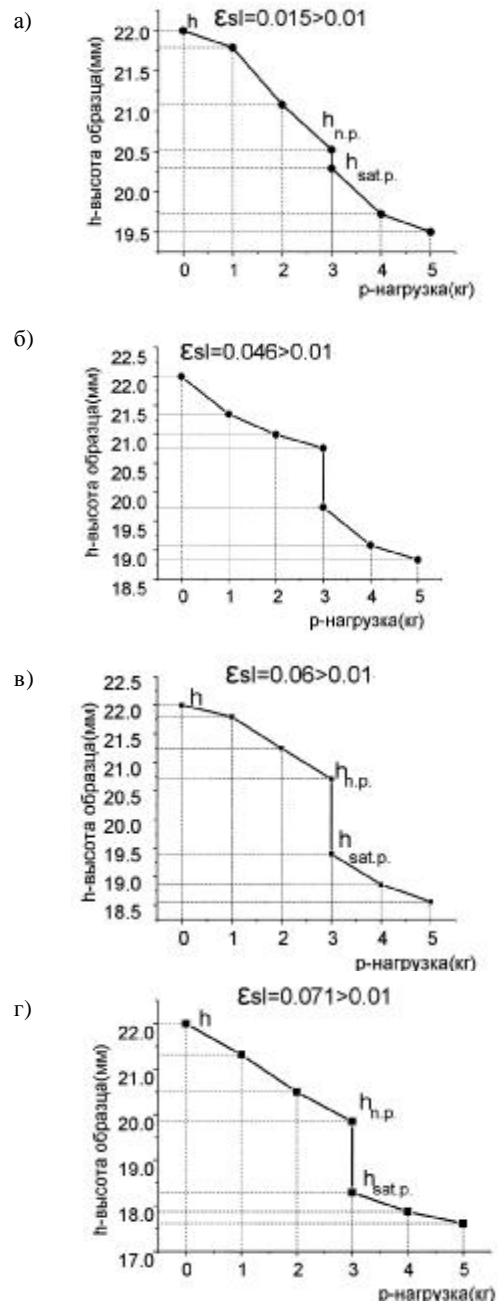 а)
εsl=0.015>0.01
h
22.0
21.5
21.0
20.5
20.0
19.5
h n.p.
h sat.p.
h-высота образца(мм)
0 1 2 3 4 5
р-нагрузка(кг)
б)
εsl=0.046>0.01
22.5
22.0
21.5
21.0
20.5
20.0
19.5
19.0
18.5
h-высота образца(мм)
0 1 2 3 4 5
р-нагрузка(кг)
в)
εsl=0.06>0.01
h
22.5
22.0
21.5
21.0
20.5
20.0
19.5
19.0
18.5
h n.p.
h sat.p.
h-высота образца(мм)
0 1 2 3 4 5
р-нагрузка(кг)
г)
εsl=0.071>0.01
h
22.0
21.0
20.0
19.0
18.0
17.0
h n.p.
h sat.p.
h-высота образца(мм)
0 1 2 3 4 5
р-нагрузка(кг)